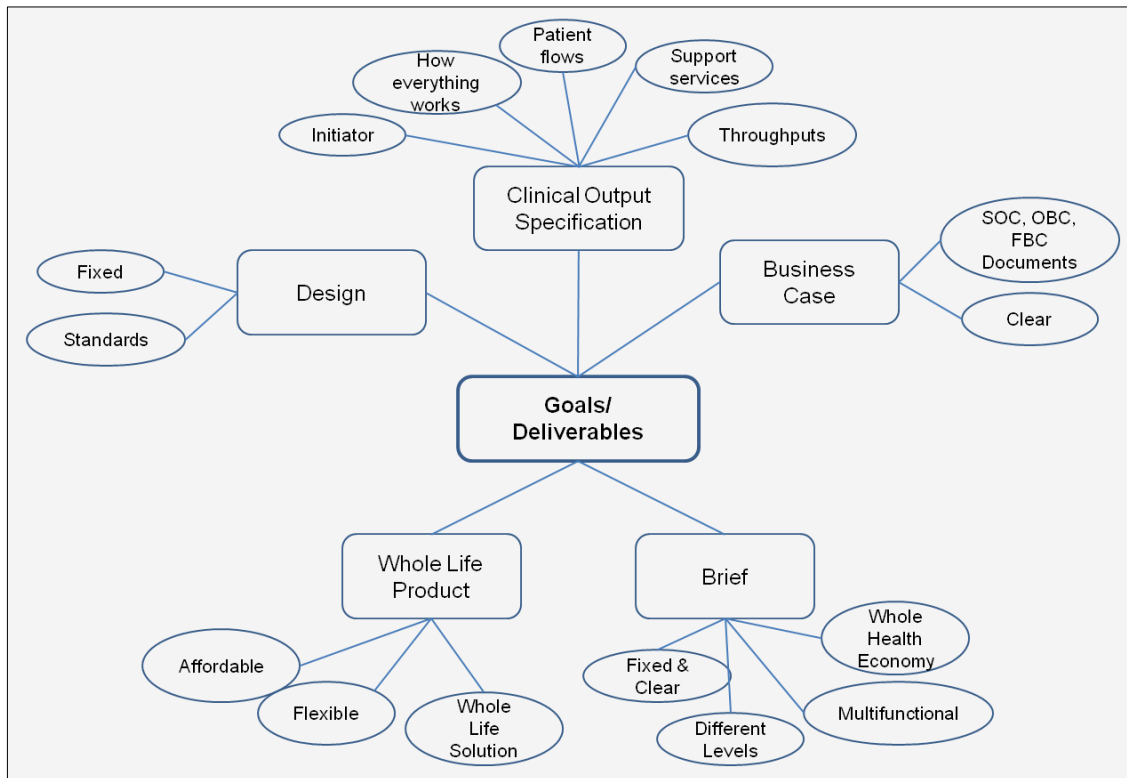 Patient
flows
How
everything
works
Support
services
Initiator
Throughputs
Clinical Output
Specification
SOC, OBC,
FBC
Documents
Fixed
Design
Business
Case
Standards
Clear
Goals/
Deliverables
Whole Life
Product
Brief
Affordable
Flexible
Whole
Life
Solution
Fixed &
Clear
Different
Levels
Whole
Health
Economy
Multifunctional